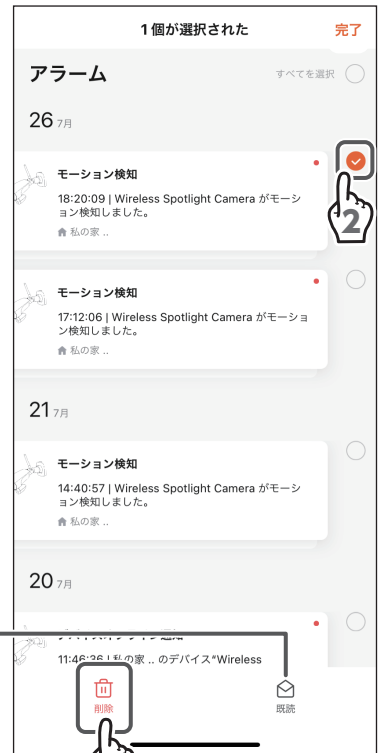 1個が選択された
完了
アラーム
すべてを選択
26 7月
モーション検知
18:20:09 | Wireless Spotlight Camera がモーシ
ョン検知しました。
私の家 ..
2
モーション検知
17:12:06 | Wireless Spotlight Camera がモーショ
ン検知しました。
私の家 ..
21 7月
モーション検知
14:40:57 | Wireless Spotlight Camera がモーシ
ョン検知しました。
私の家 ..
20 7月
11:46:36 | 私の家 .. のデバイス“Wireless
削除
既読